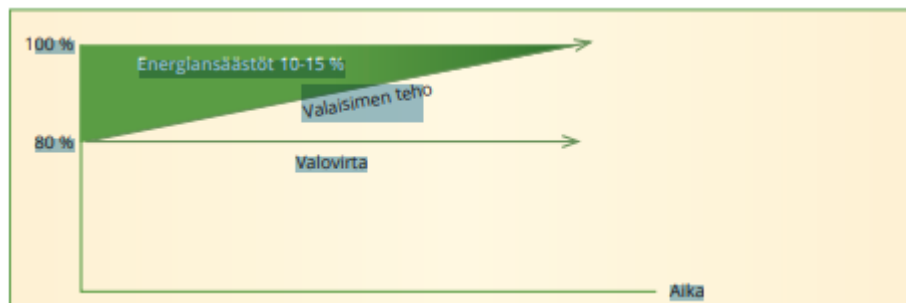 100 %
Energiansäästöt 10-15 %
Valaisimen teho
80 %
Valovirta
Aika